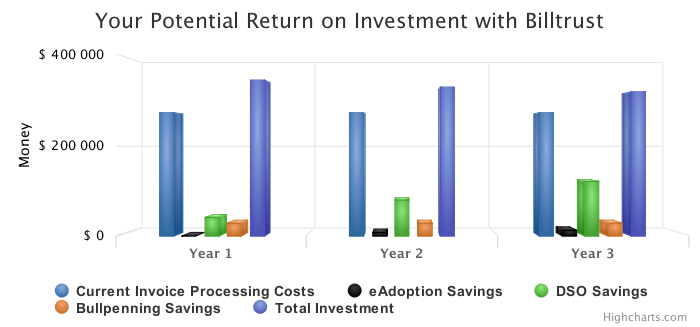 Your Potential Return on Investment with Billtrust
$ 400 000
$ 200 000
$ 0
Money
Year 1 Year 2 Year 3
Current Invoice Processing Costs eAdoption Savings DSO Savings
Bullpenning Savings Total Investment
Highcharts.com